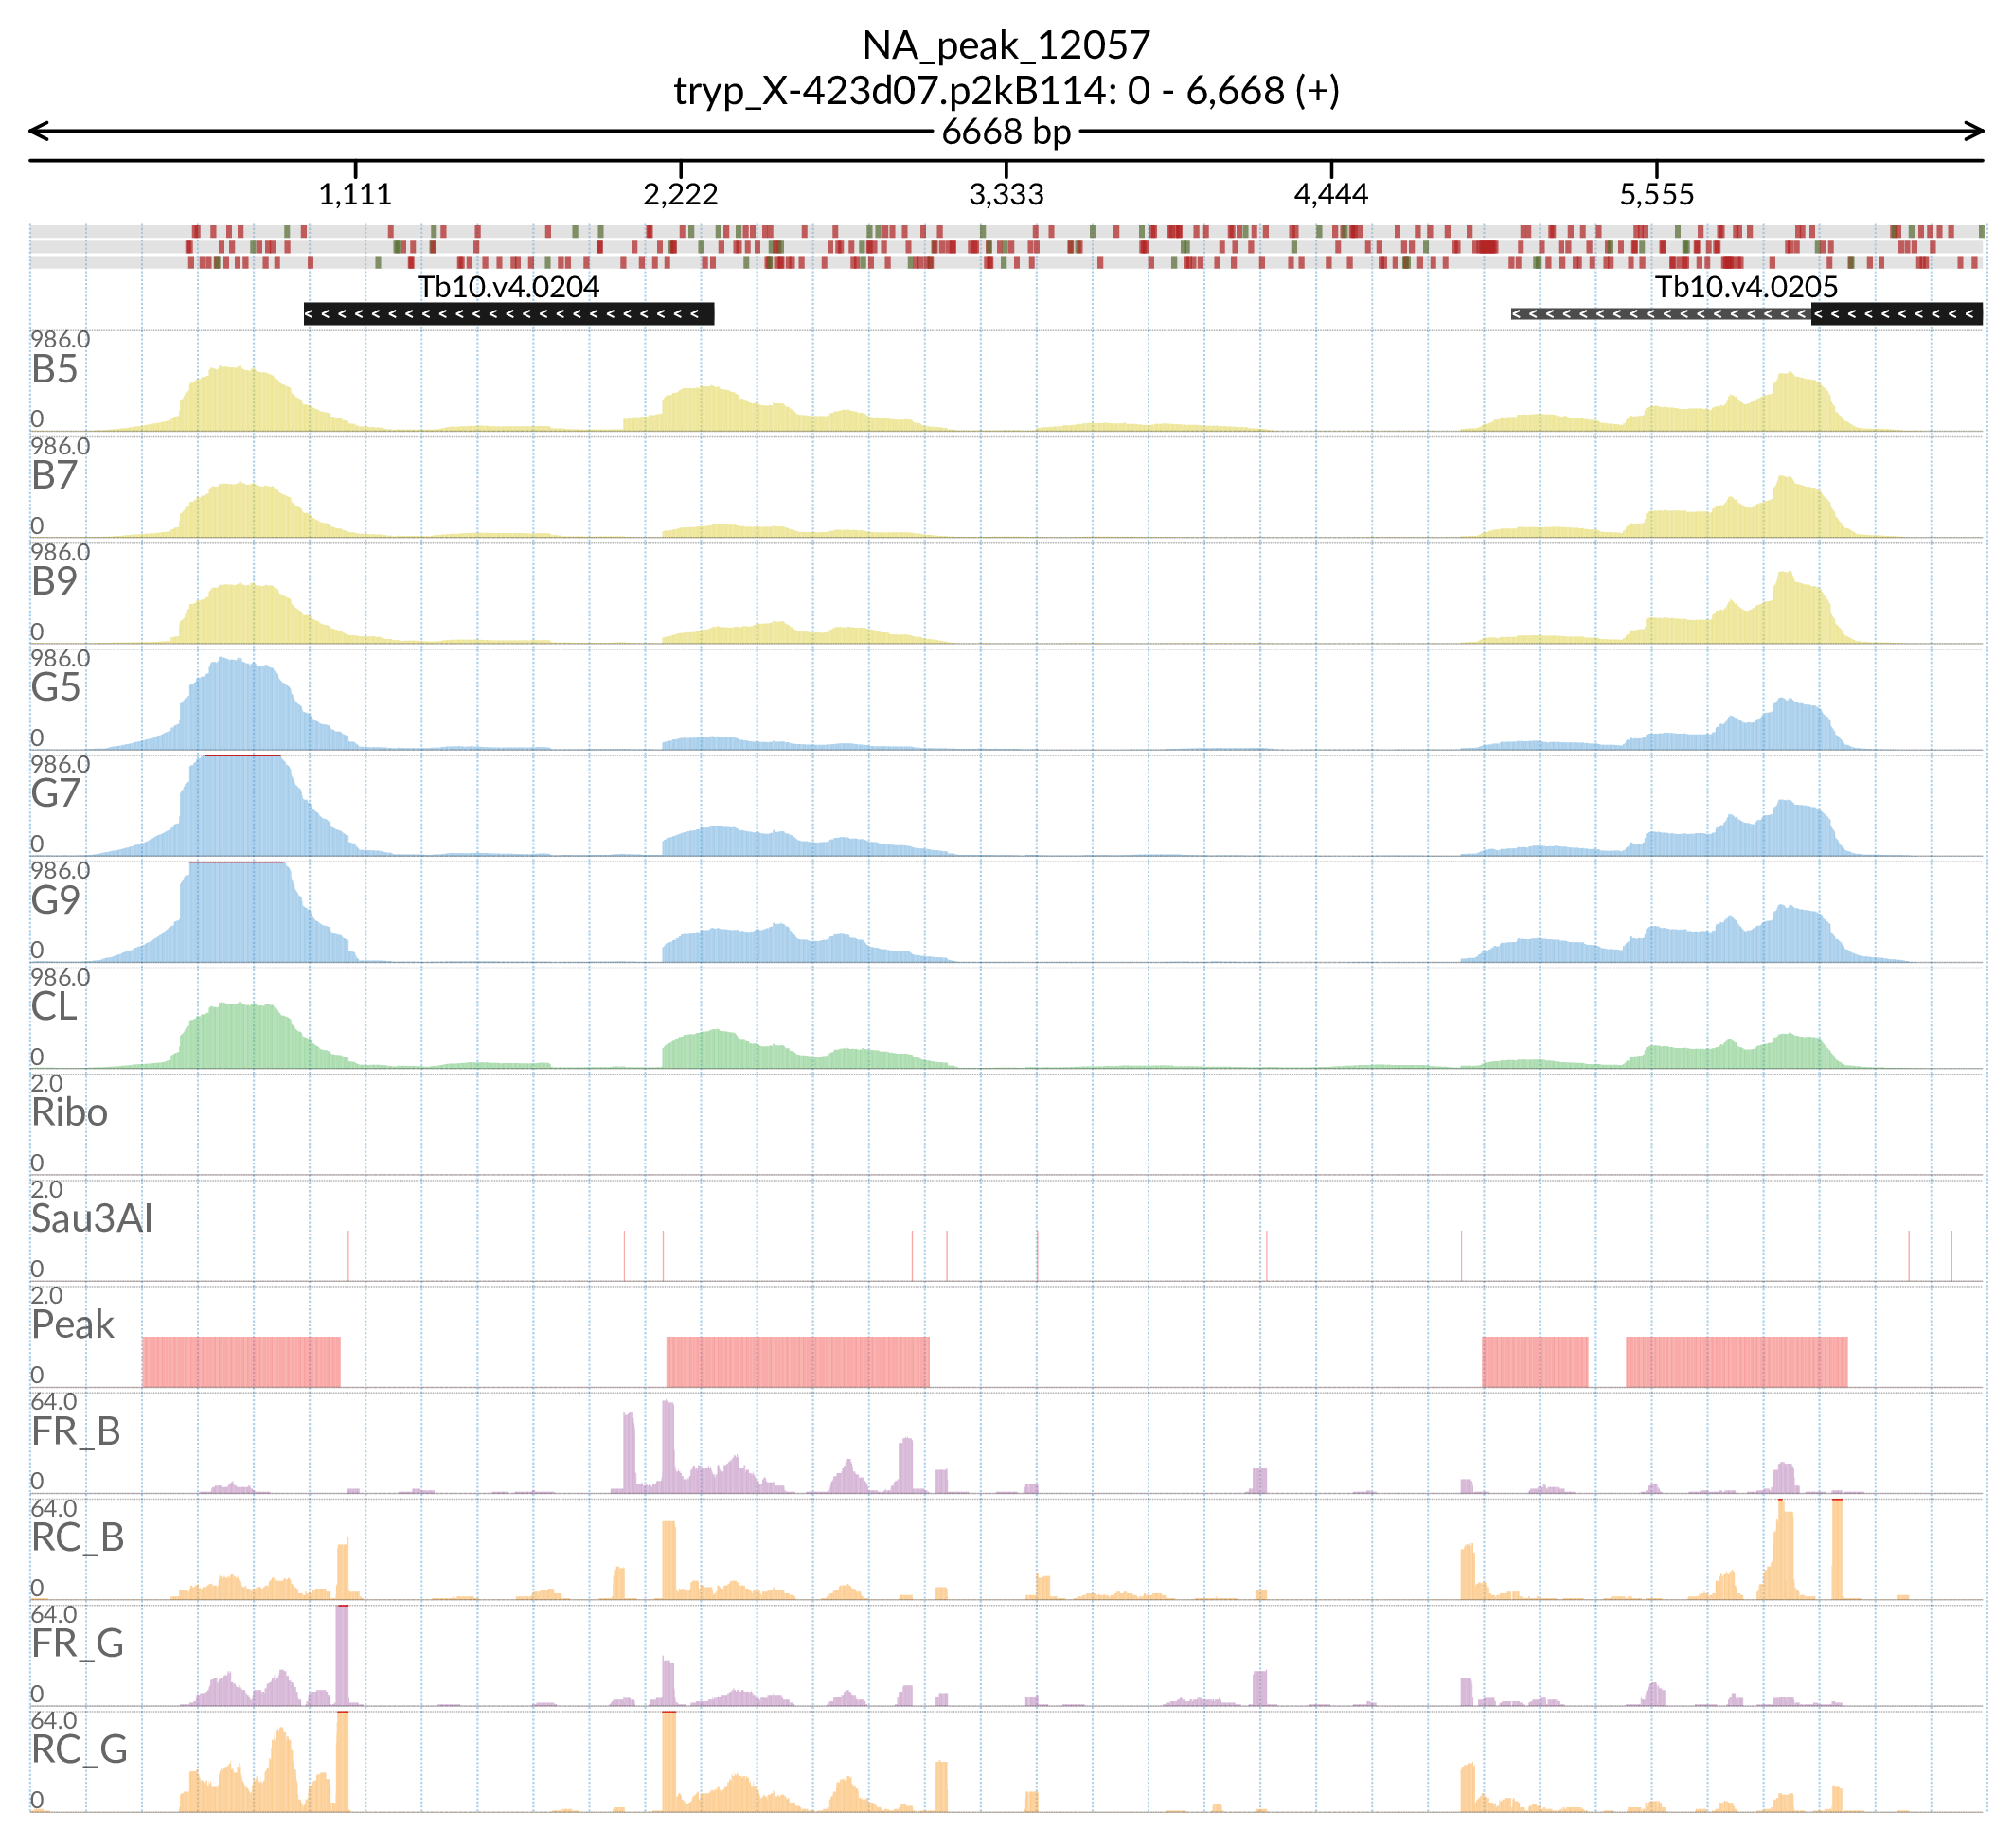 NA_peak_12057
tryp_X-423d07.p2kB114: 0 - 6,668 (+)
6668 bp
1,111 2,222 3,333 4,444 5,555
Tb10.v4.0204 Tb10.v4.0205
986.0
B5
0
986.0
B7
0
986.0
B9
0
986.0
G5
0
986.0
G7
0
986.0
G9
0
986.0
CL
0
2.0
Ribo
0
2.0
Sau3AI
0
2.0
Peak
0
64.0
FR_B
0
64.0
RC_B
0
64.0
FR_G
0
64.0
RC_G
0